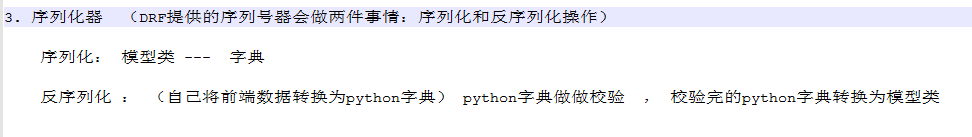 3. 序列化器 （DRF提供的序列号器会做两件事情: 序列化和反序列化操作）
序列化: 模型类 --- 字典
反序列化 : （自己将前端数据转换为python字典） python字典做做校验 , 校验完的python字典转换为模型类